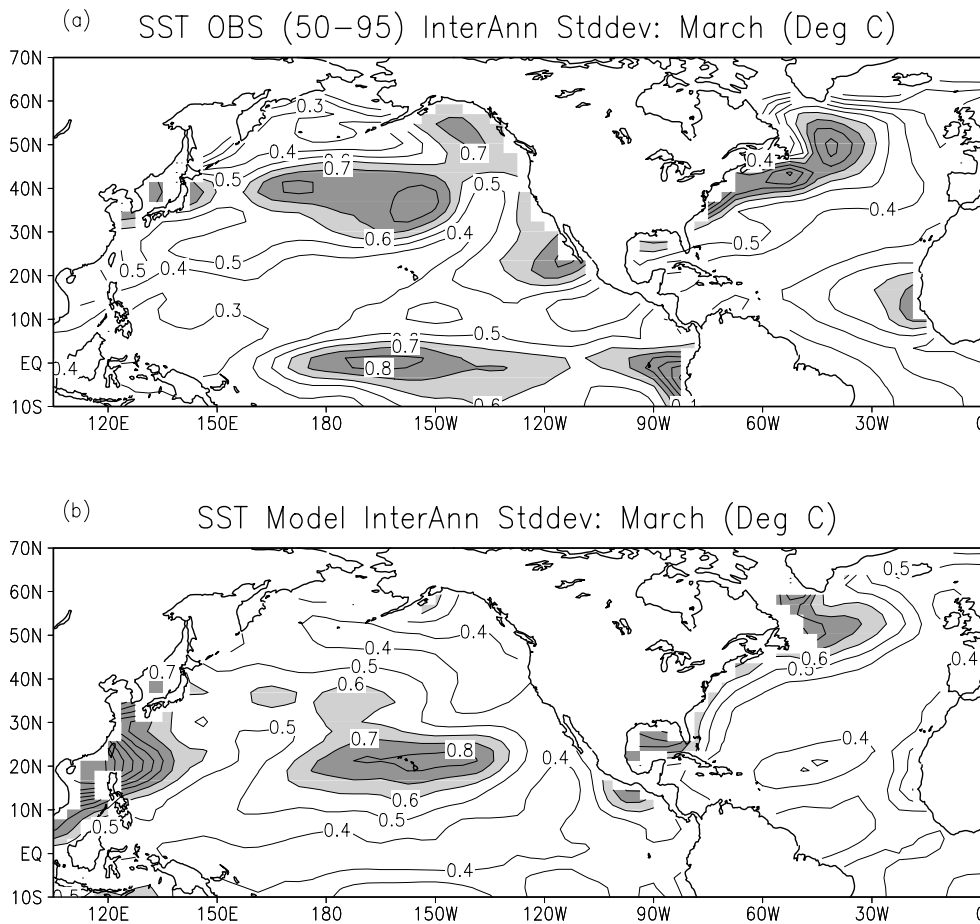 (a)
SST OBS (50-95) InterAnn Stddev: March (Deg C)
70N
60N
50N
40N
30N
20N
10N
EQ
10S
0.3
0.4
0.7
0.7
0.5
0.5
0.6
0.4
0.5
0.4
0.5
0.3
0.5
0.7
0.8
0.4
0.6
0.4
0.4
0.5
120E 150E 180 150W 120W 90W 60W 30W
(b)
SST Model InterAnn Stddev: March (Deg C)
70N
60N
50N
40N
30N
20N
10N
EQ
10S
0.5
0.4
0.4
0.5
0.6
0.7
0.5
0.7
0.8
0.6
0.5
0.4
0.4
0.4
0.5
0.6
0.5
0.4
0.4
120E 150E 180 150W 120W 90W 60W 30W